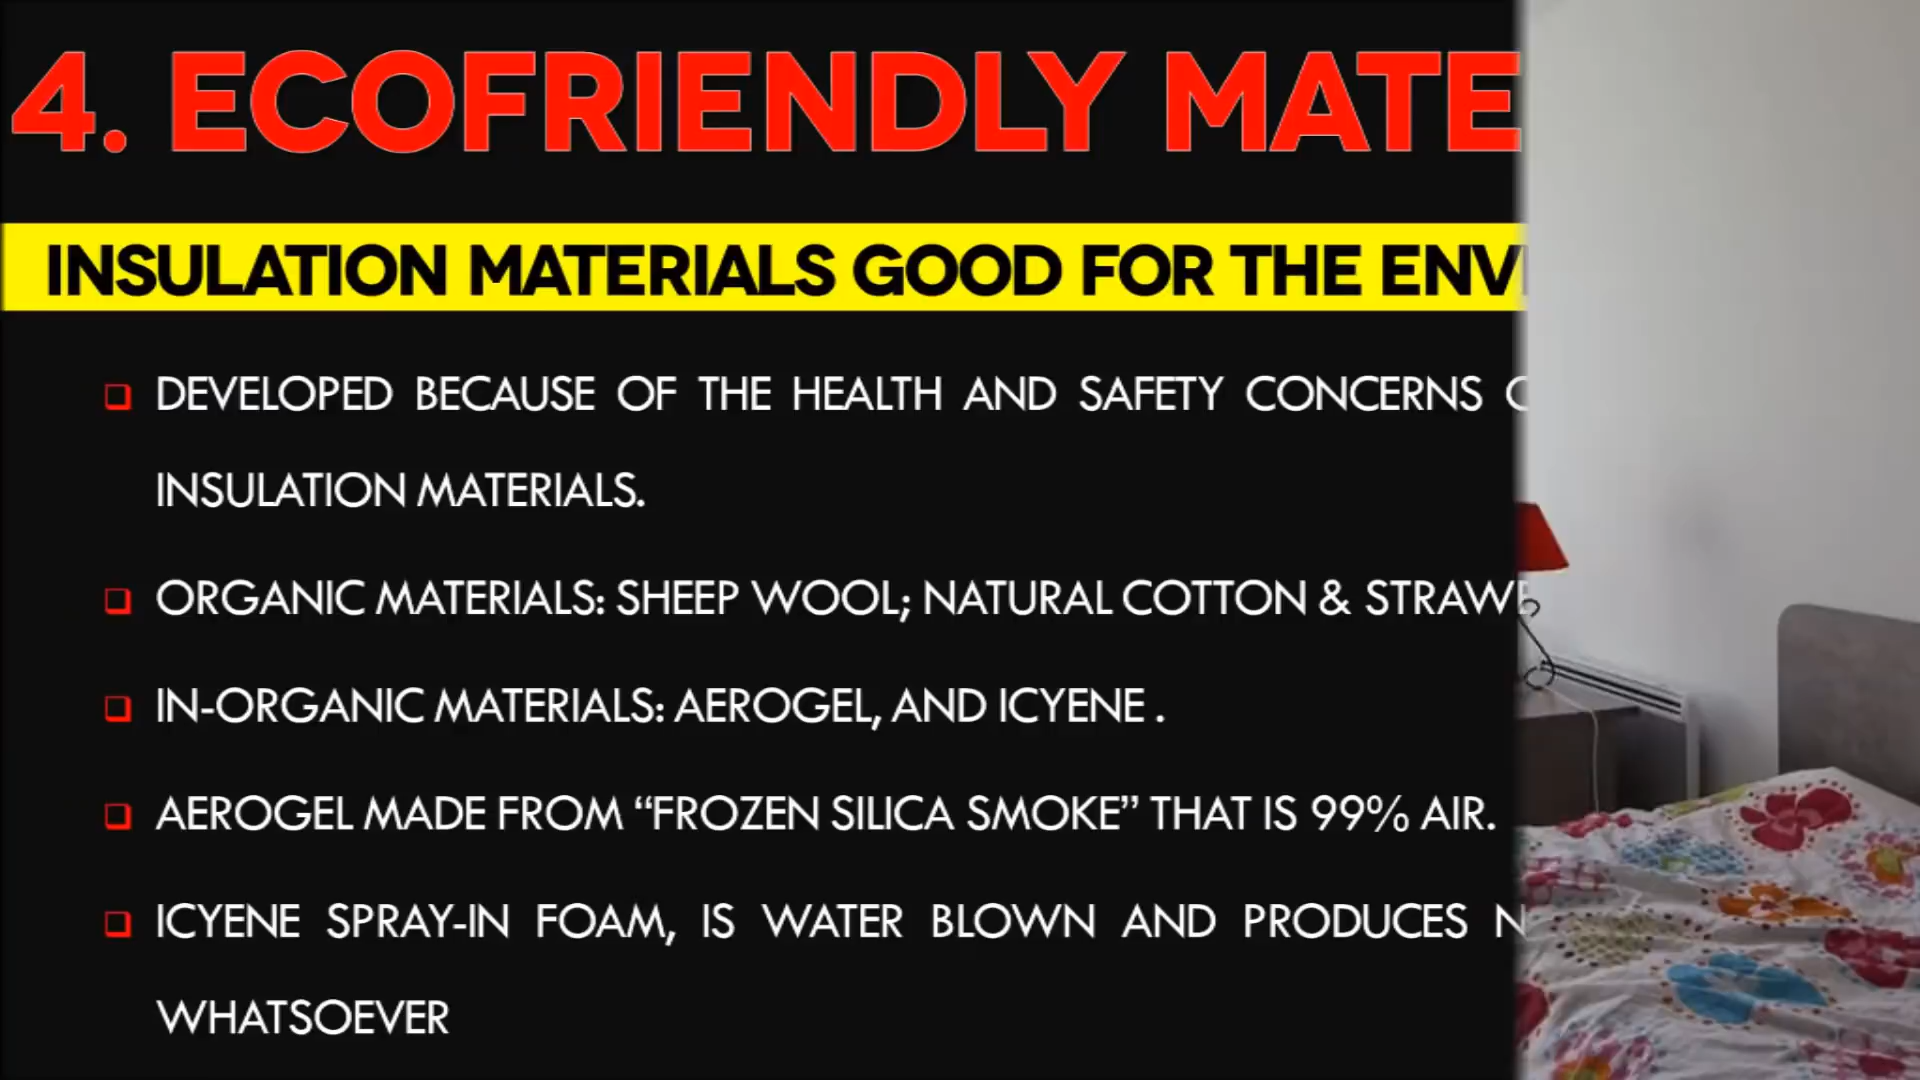 4. ECOFRIENDLY MATE
INSULATION MATERIALS GOOD FOR THE ENV
❑ DEVELOPED BECAUSE OF THE HEALTH AND SAFETY CONCERNS
INSULATION MATERIALS.
❑ ORGANIC MATERIALS: SHEEP WOOL; NATURAL COTTON & STRAW
❑ IN-ORGANIC MATERIALS: AEROGEL, AND ICYENE .
❑ AEROGEL MADE FROM “FROZEN SILICA SMOKE” THAT IS 99% AIR.
❑ ICYENE SPRAY-IN FOAM, IS WATER BLOWN AND PRODUCES N
WHATSOEVER